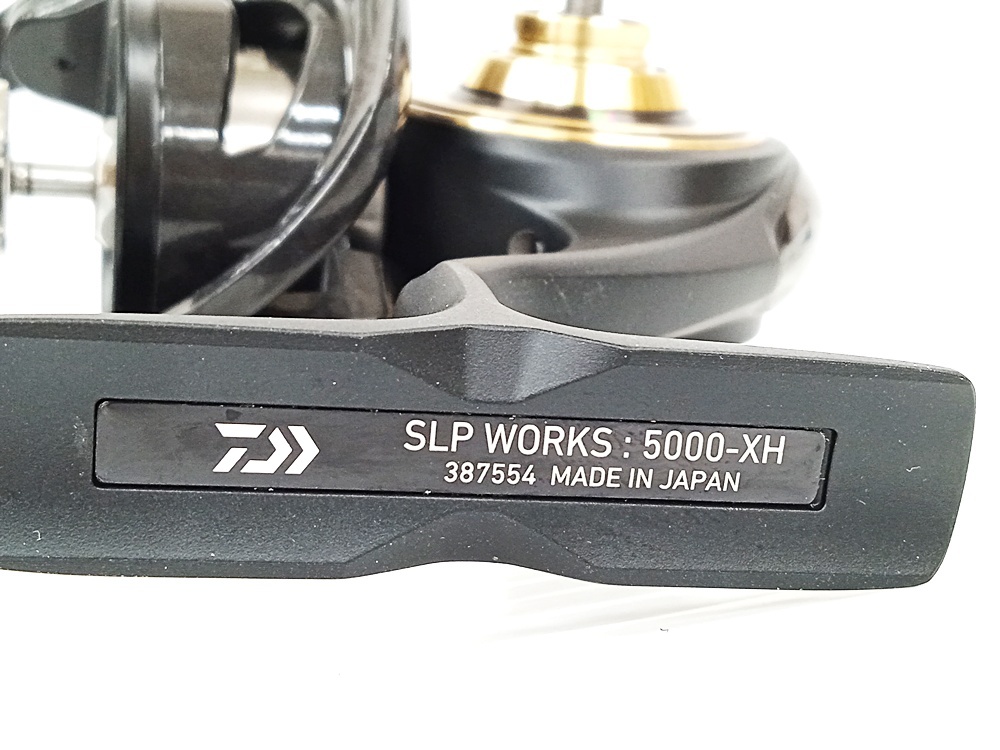 SLP WORKS : 5000-XH
387554 MADE IN JAPAN